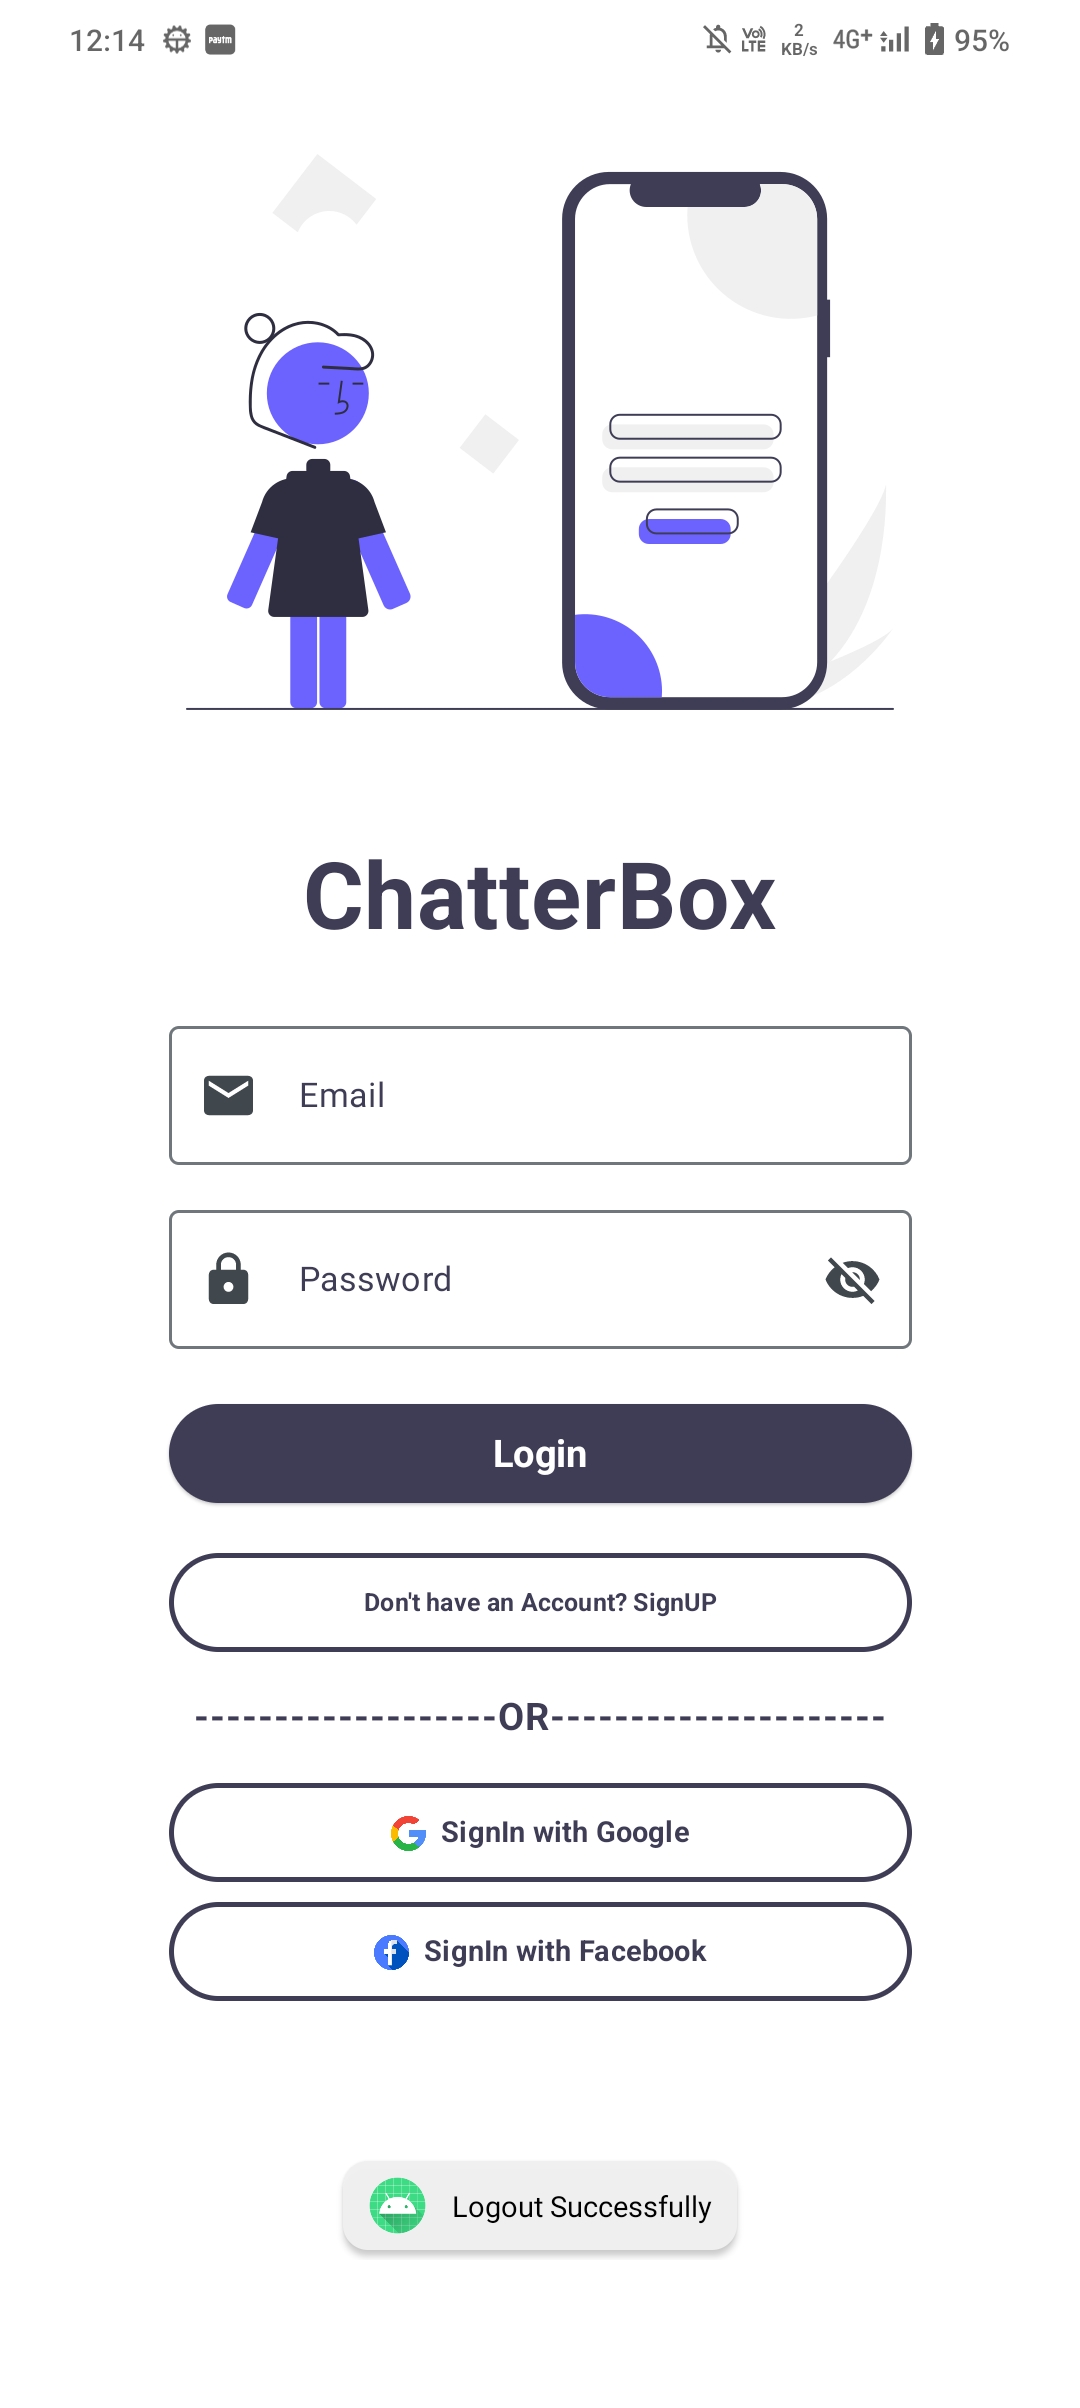 12:14 paytm Vo)) LTE 2 KB/s 4G+ 95%
ChatterBox
Email
Password
Login
Don't have an Account? SignUP
-------------------OR---------------------
SignIn with Google
SignIn with Facebook
Logout Successfully